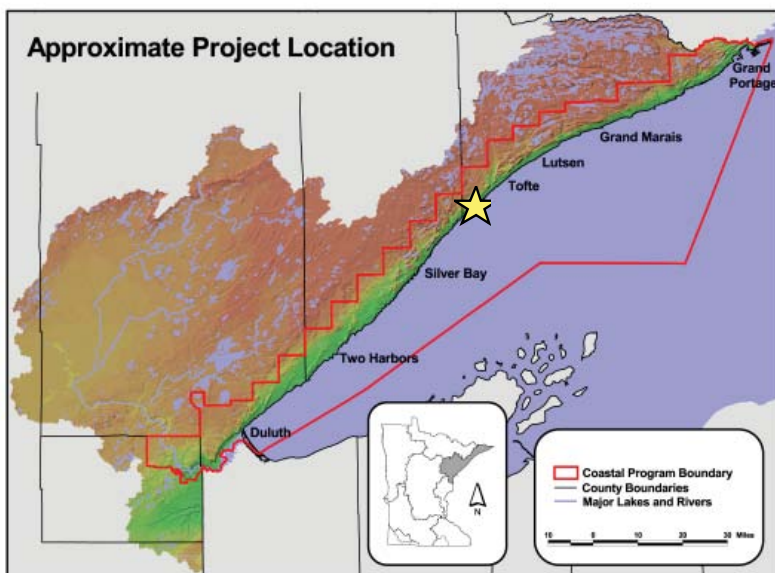 Approximate Project Location
Grand
Portage
Grand Marais
Lutsen
Tofte
Silver Bay
Two Harbors
Duluth
N
Coastal Program Boundary
County Boundaries
Major Lakes and Rivers
10 0 10 20 30 Miles